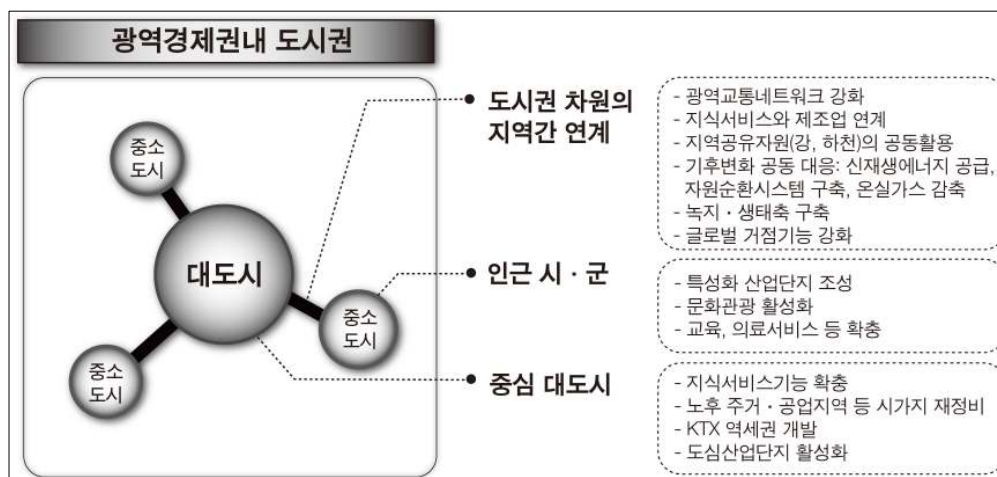 광역경제권내 도시권
중소
도시
대도시
중소
도시
중소
도시
도시권 차원의
지역간 연계
- 광역교통네트워크 강화
- 지식서비스와 제조업 연계
- 지역공유자원(강, 하천)의 공동활용
- 기후변화 공동 대응: 신재생에너지 공급,
자원순환시스템 구축, 온실가스 감축
- 녹지・생태축 구축
- 글로벌 거점기능 강화
인근 시・군
- 특성화 산업단지 조성
- 문화관광 활성화
- 교육, 의료서비스 등 확충
중심 대도시
- 지식서비스기능 확충
- 노후 주거・공업지역 등 시가지 재정비
- KTX 역세권 개발
- 도심산업단지 활성화